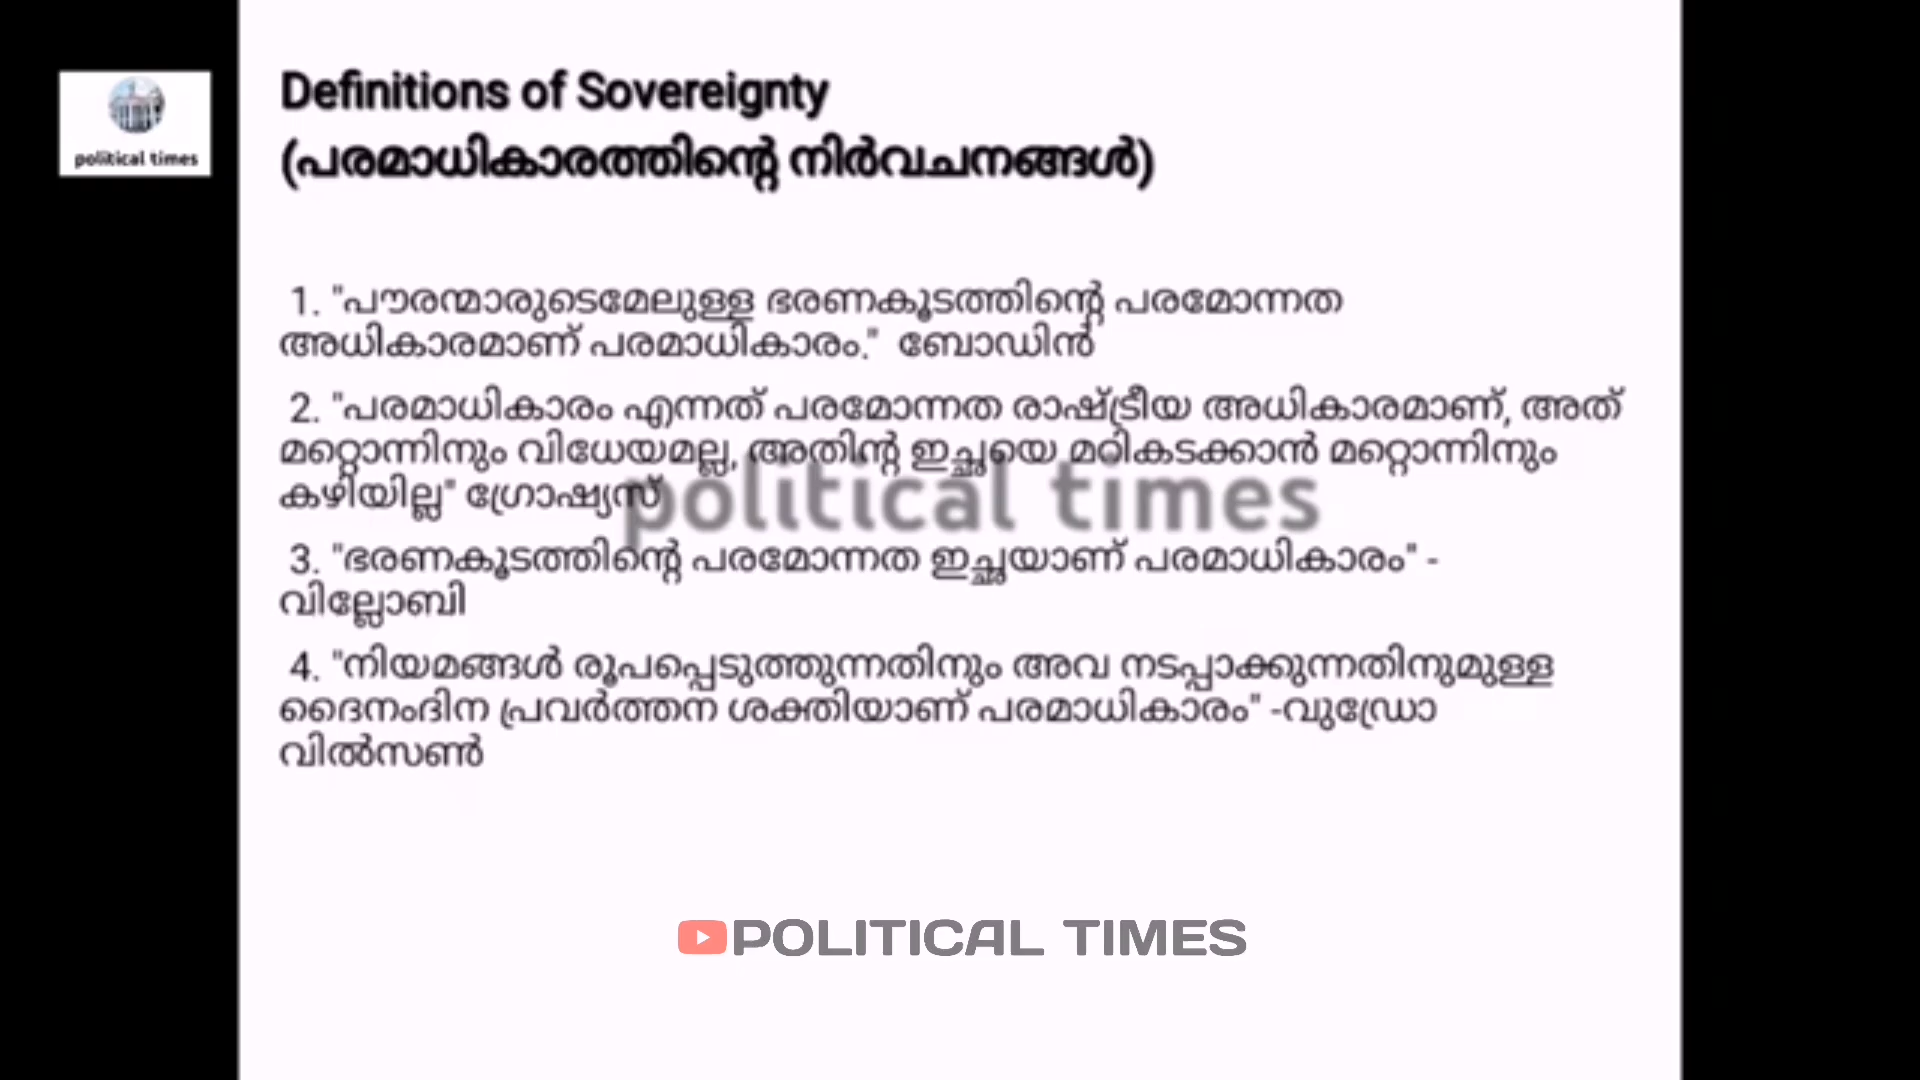 political times
Definitions of Sovereignty
(പരമാധികാരത്തിന്റെ നിർവചനങ്ങൾ)
1. "പൗരന്മാരുടെമേലുള്ള ഭരണകൂടത്തിന്റെ പരമോന്നത
അധികാരമാണ് പരമാധികാരം."  ബോഡിൻ
2. "പരമാധികാരം എന്നത് പരമോന്നത രാഷ്ട്രീയ അധികാരമാണ്, അത്
മറ്റൊന്നിനും വിധേയമല്ല, അതിന്റ ഇച്ഛയെ മറികടക്കാൻ മറ്റൊന്നിനും
കഴിയില്ല" ഗ്രോഷ്യസ്
political times
3. "ഭരണകൂടത്തിന്റെ പരമോന്നത ഇച്ഛയാണ് പരമാധികാരം" -
വില്ലോബി
4. "നിയമങ്ങൾ രൂപപ്പെടുത്തുന്നതിനും അവ നടപ്പാക്കുന്നതിനുമുള്ള
ദൈനംദിന പ്രവർത്തന ശക്തിയാണ് പരമാധികാരം" -വുഡ്രോ
വിൽസൺ
POLITICAL TIMES